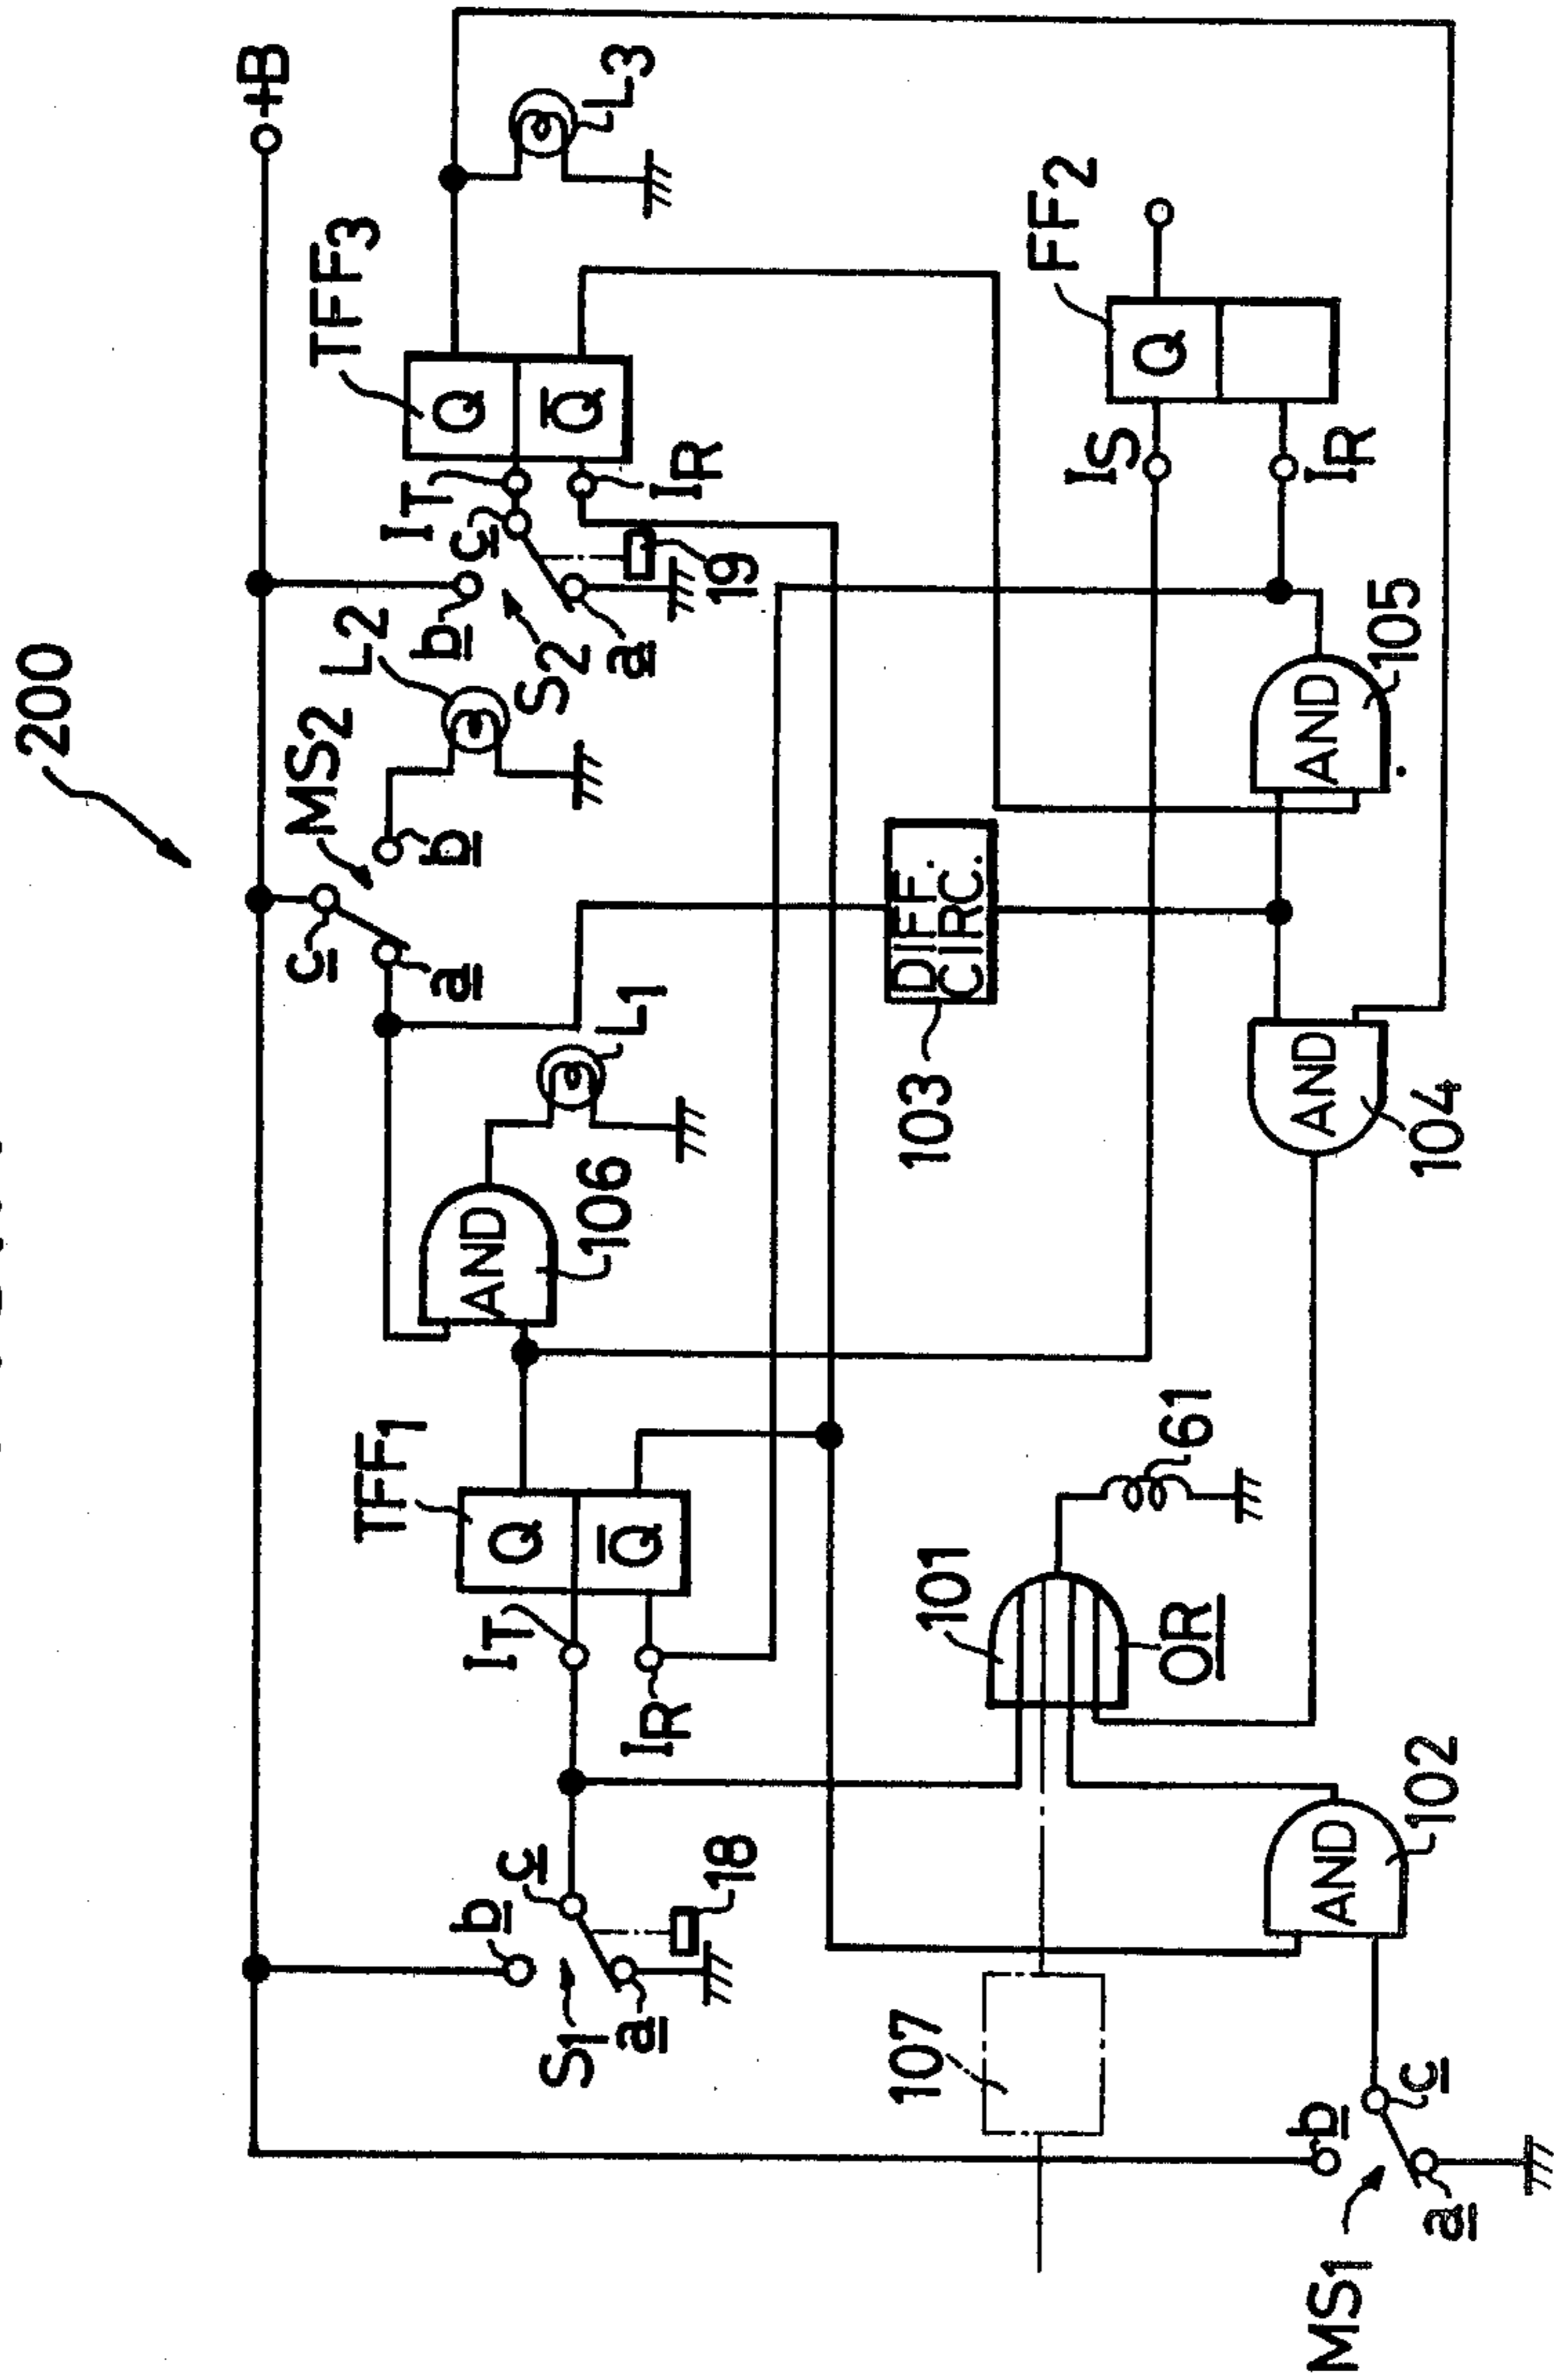 200
+B
MS2
L2
TFF3
L3
c
a
b
b
IT
c
Q
Q̅
S2
a
19
IR
FF2
TFF1
AND
106
L1
DIFF.
CIRC.
103
IS
Q
IR
S1
b
c
a
18
IT
IR
Q
Q̅
101
OR
61
AND
104
AND
105
107
MS1
b
c
a
AND
102